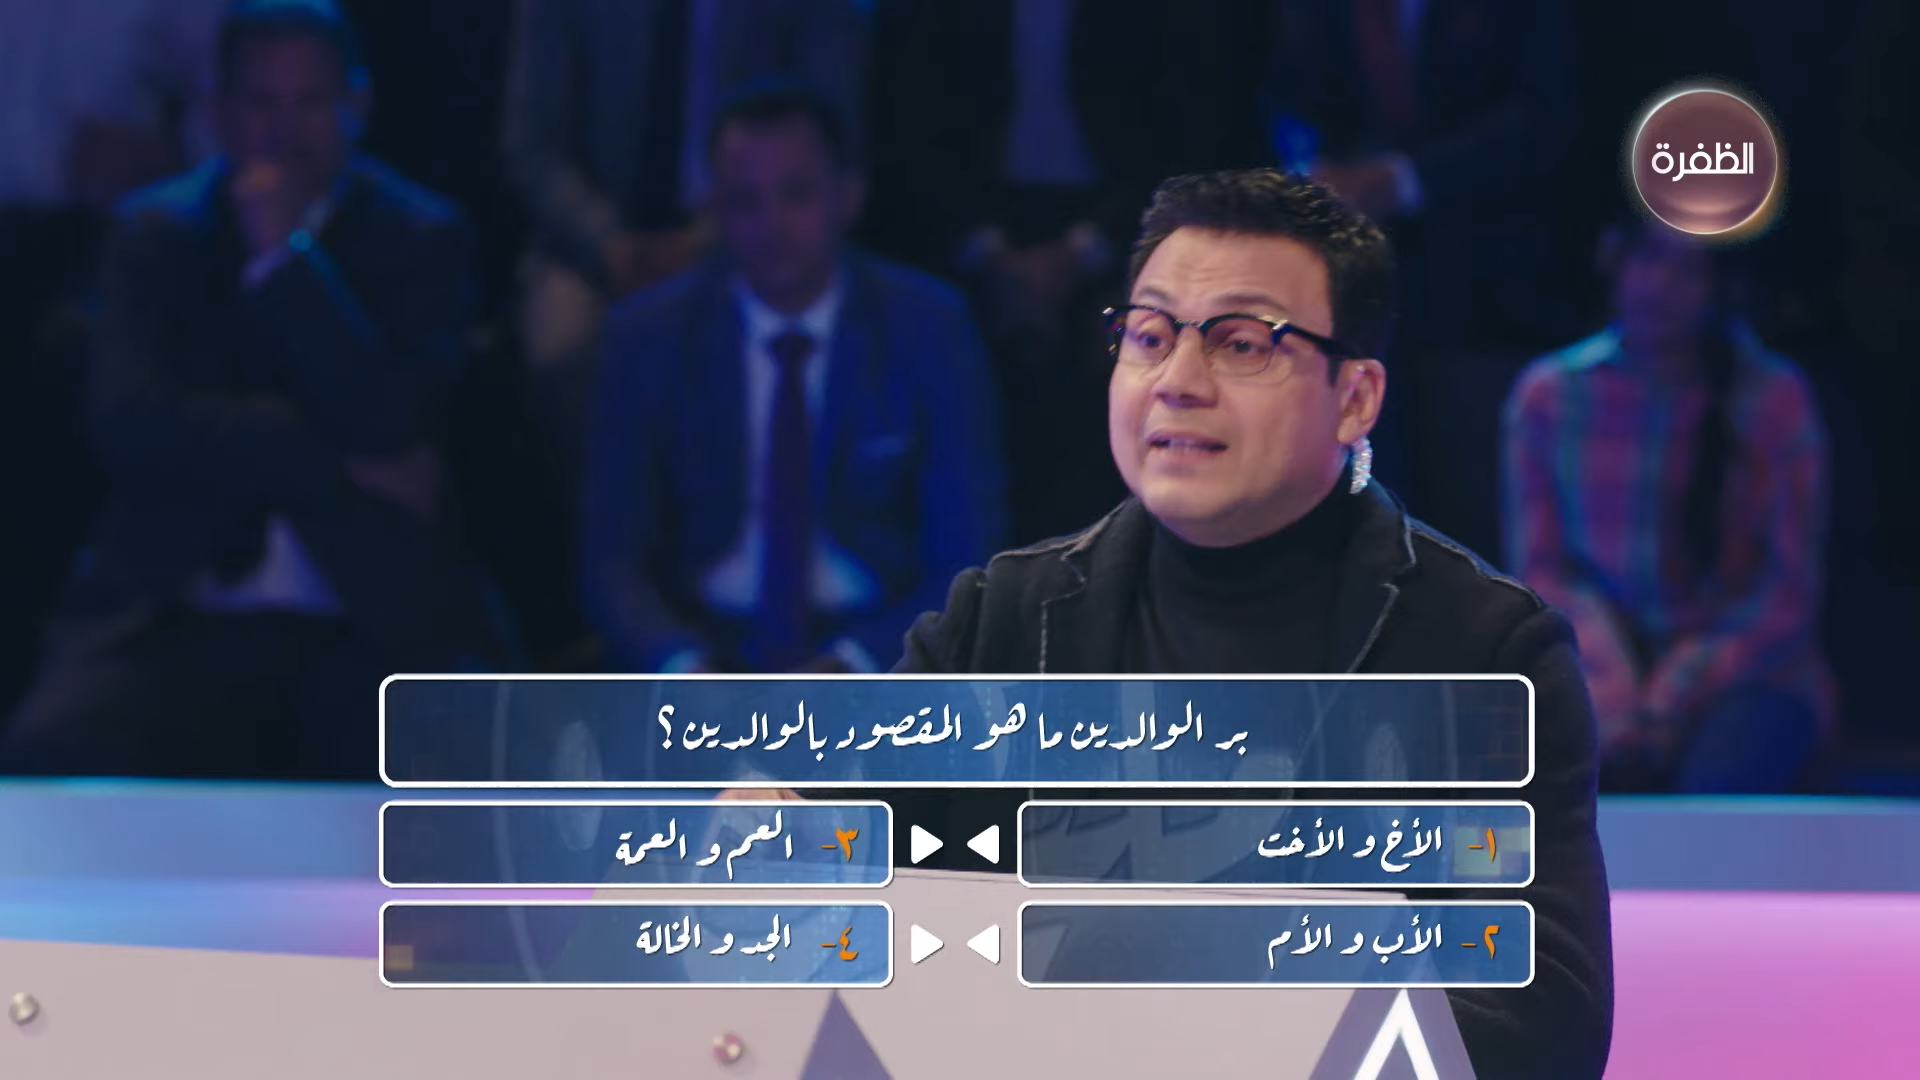 الظفرة
بر الوالدين ما هو المقصود بالوالدين؟
١- الأخ و الأخت
٣- العم و العمة
٢- الأب و الأم
٤- الجد و الخالة